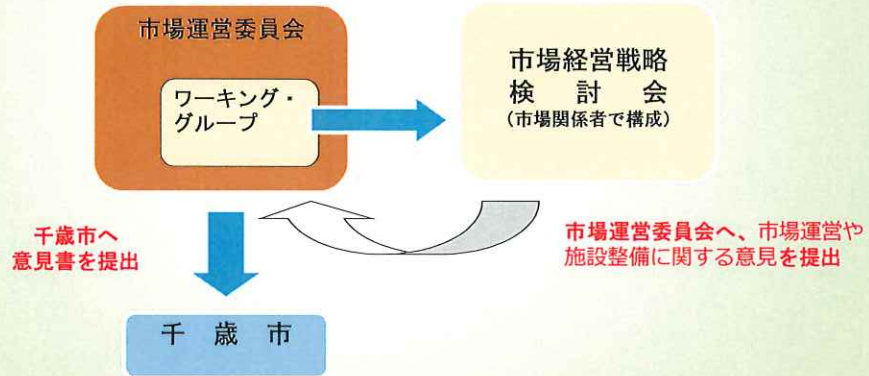 市場運営委員会
ワーキング・
グループ
市場経営戦略
検討会
(市場関係者で構成)
千歳市へ
意見書を提出
市場運営委員会へ、市場運営や
施設整備に関する意見を提出
千歳市